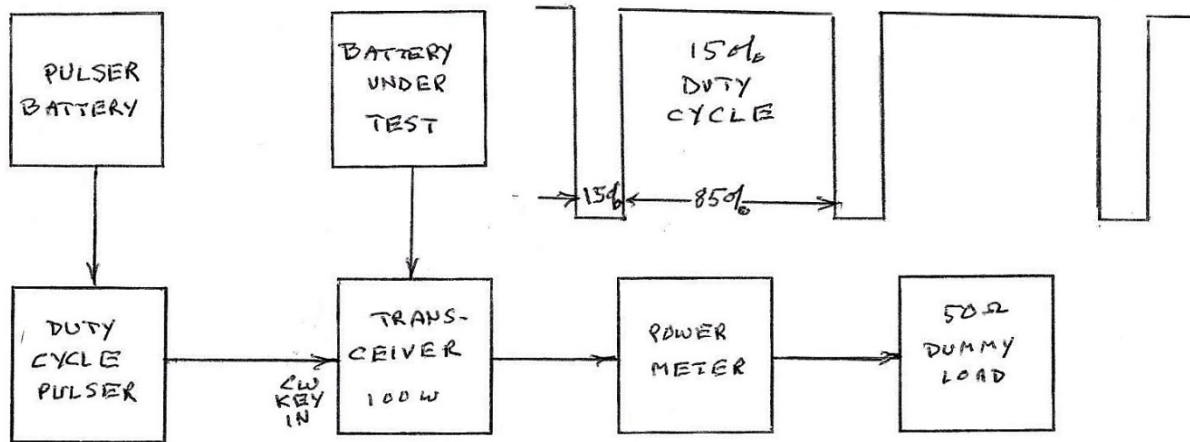 PULSER
BATTERY
BATTERY
UNDER
TEST
15%
DUTY
CYCLE
15%
85%
DUTY
CYCLE
PULSER
CW
KEY
IN
TRANS-
CEIVER
100W
POWER
METER
50Ω
DUMMY
LOAD